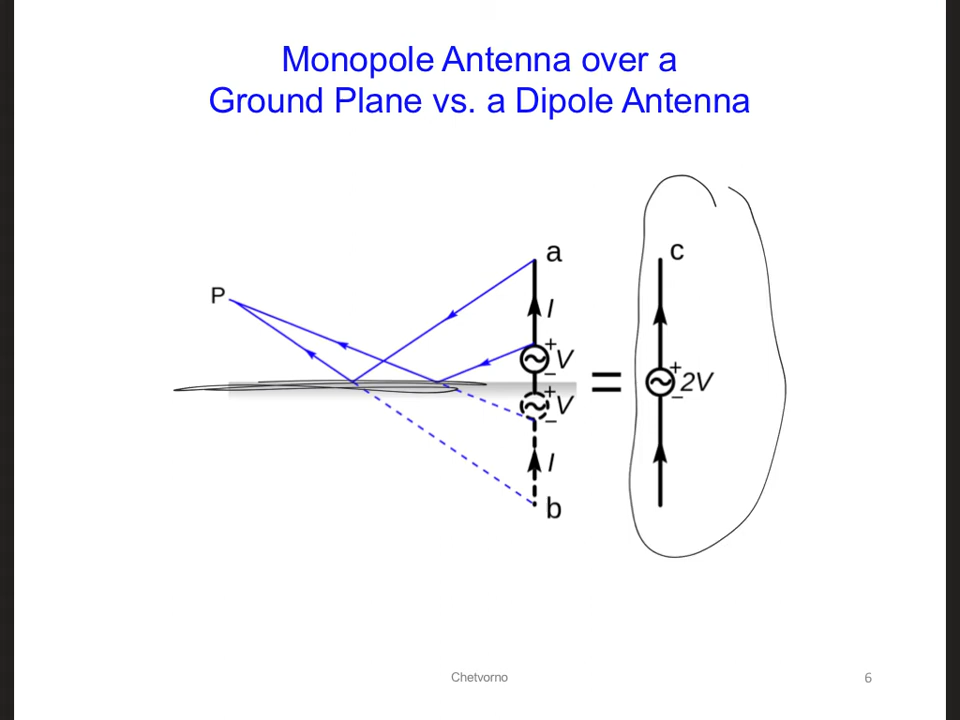 Monopole Antenna over a
Ground Plane vs. a Dipole Antenna
a
c
P
I
+
V
−
+
V
−
=
+
2V
−
I
b
Chetvorno
6